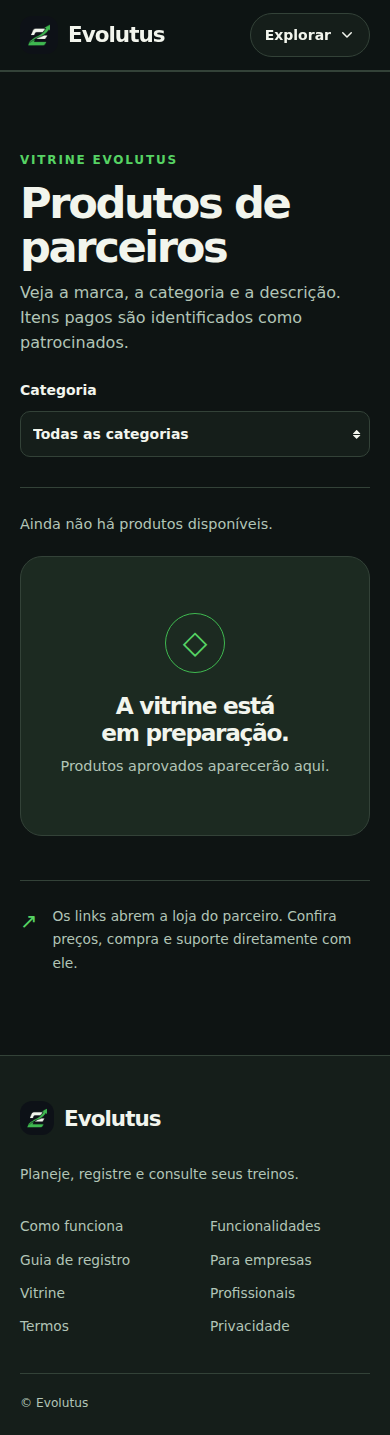 Evolutus
Explorar
VITRINE EVOLUTUS
Produtos de
parceiros
Veja a marca, a categoria e a descrição.
Itens pagos são identificados como
patrocinados.
Categoria
Todas as categorias
Ainda não há produtos disponíveis.
A vitrine está
em preparação.
Produtos aprovados aparecerão aqui.
Os links abrem a loja do parceiro. Confira
preços, compra e suporte diretamente com
ele.
Evolutus
Planeje, registre e consulte seus treinos.
Como funciona
Funcionalidades
Guia de registro
Para empresas
Vitrine
Profissionais
Termos
Privacidade
© Evolutus